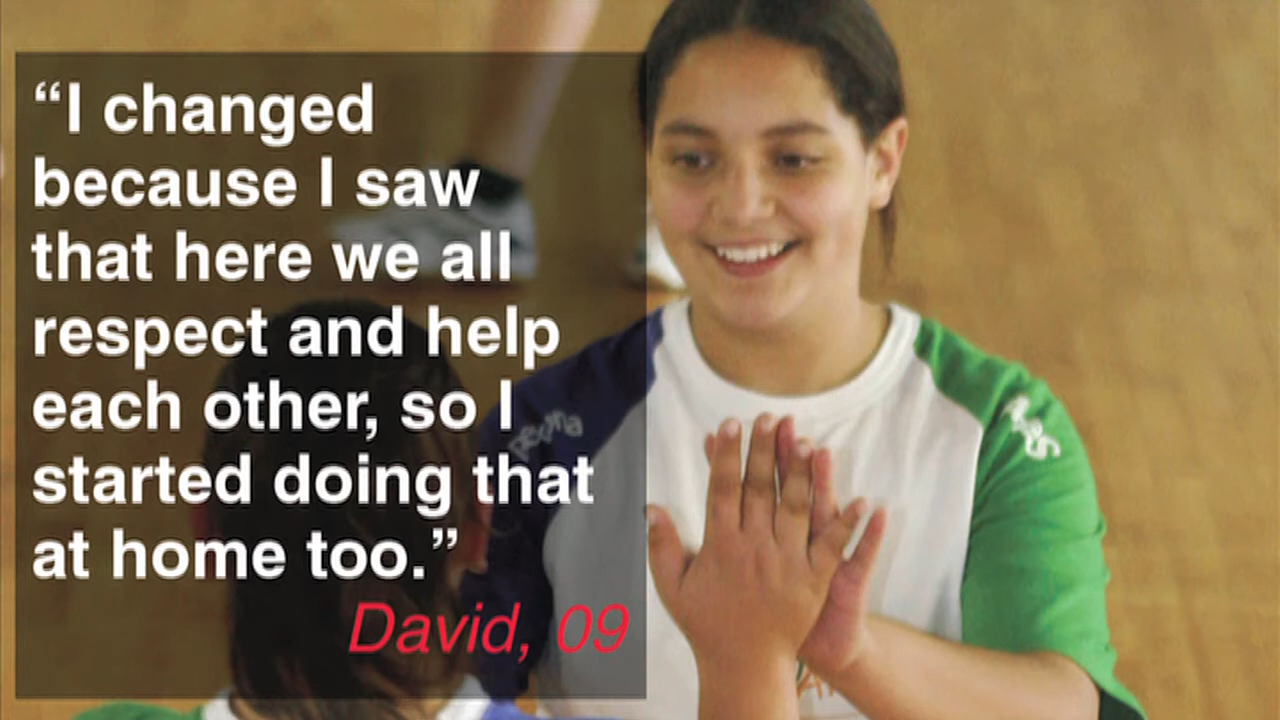 “I changed
because I saw
that here we all
respect and help
each other, so I
started doing that
at home too.”
David, 09